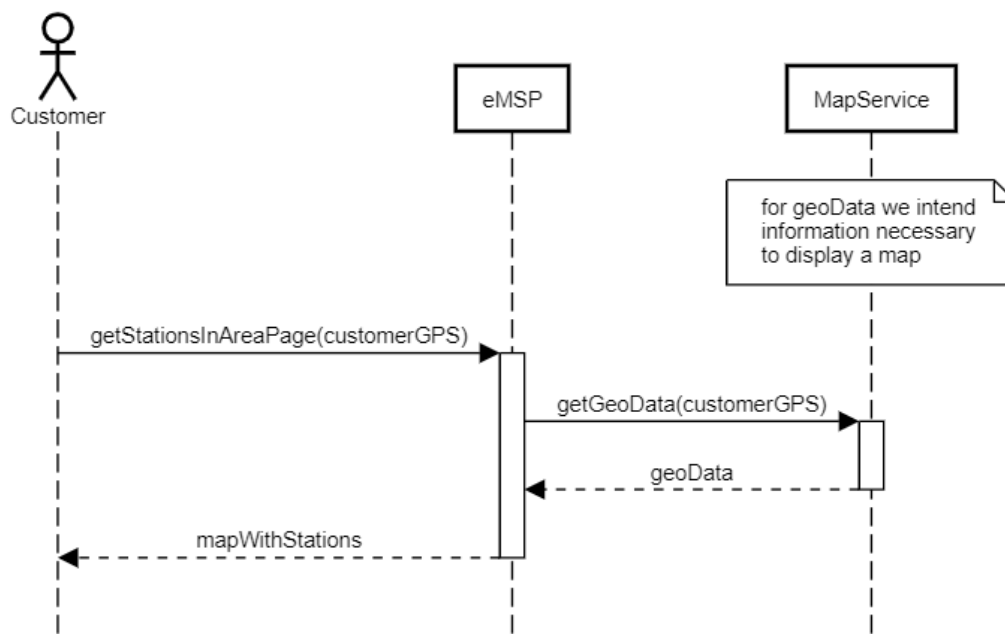 Customer
eMSP
MapService
for geoData we intend
information necessary
to display a map
getStationsInAreaPage(customerGPS)
getGeoData(customerGPS)
geoData
mapWithStations